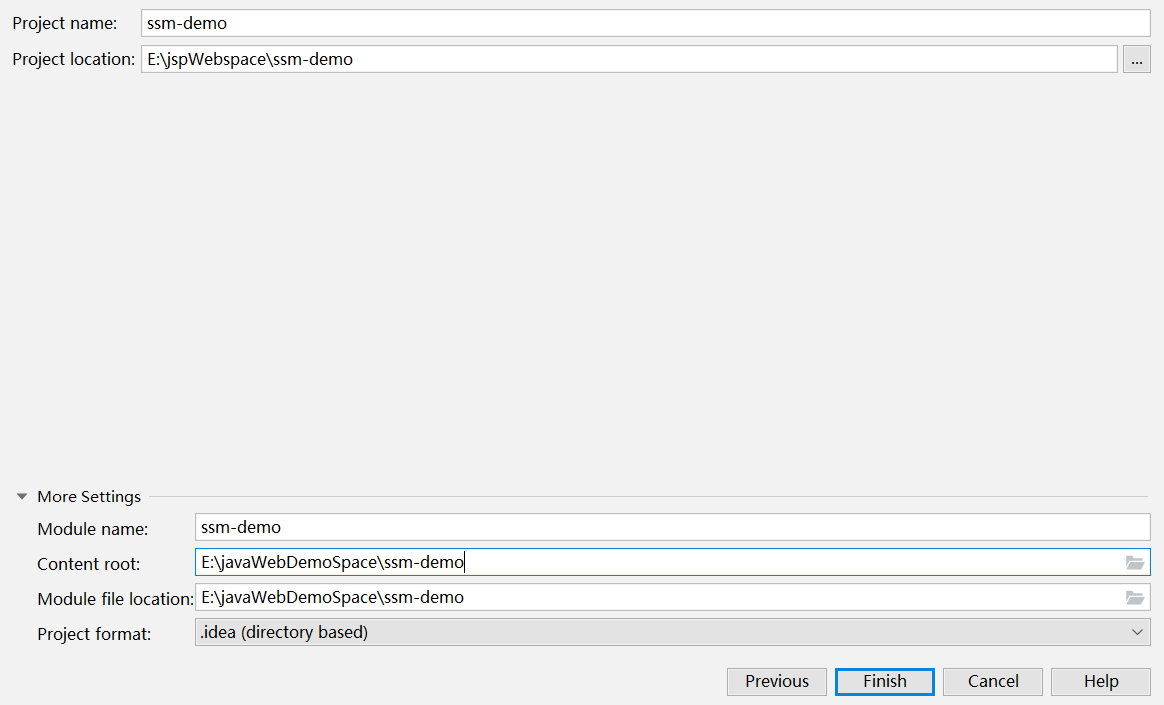 Project name: ssm-demo
Project location: E:\jspWebspace\ssm-demo ...
More Settings
Module name: ssm-demo
Content root: E:\javaWebDemoSpace\ssm-demo
Module file location: E:\javaWebDemoSpace\ssm-demo
Project format: .idea (directory based)
Previous Finish Cancel Help